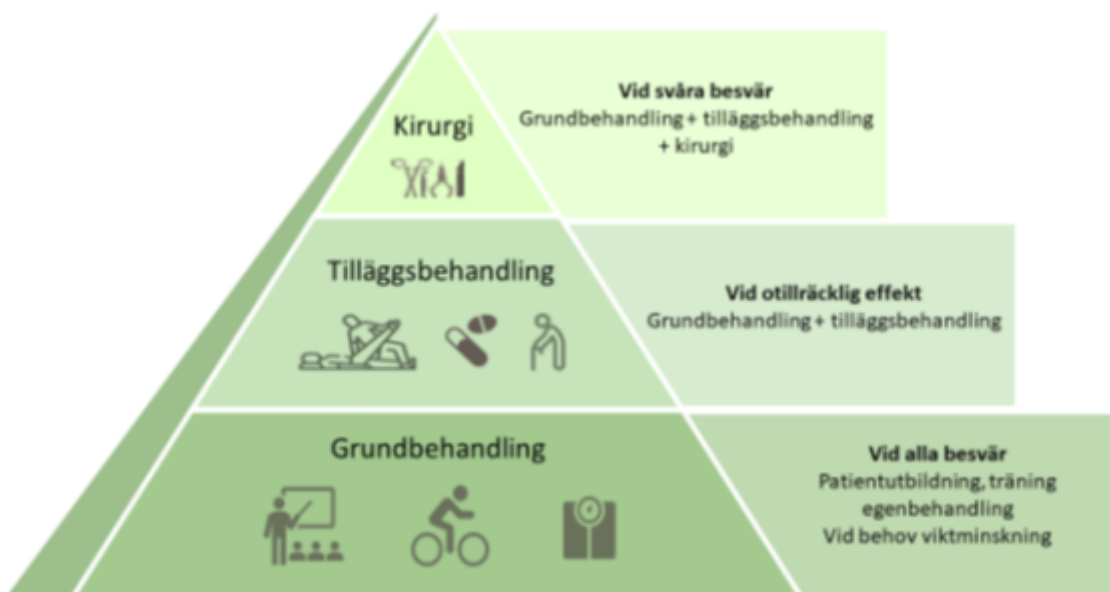 Kirurgi
Vid svåra besvär
Grundbehandling + tilläggsbehandling
+ kirurgi
Tilläggsbehandling
Vid otillräcklig effekt
Grundbehandling + tilläggsbehandling
Grundbehandling
Vid alla besvär
Patientutbildning, träning
egenbehandling
Vid behov viktminskning